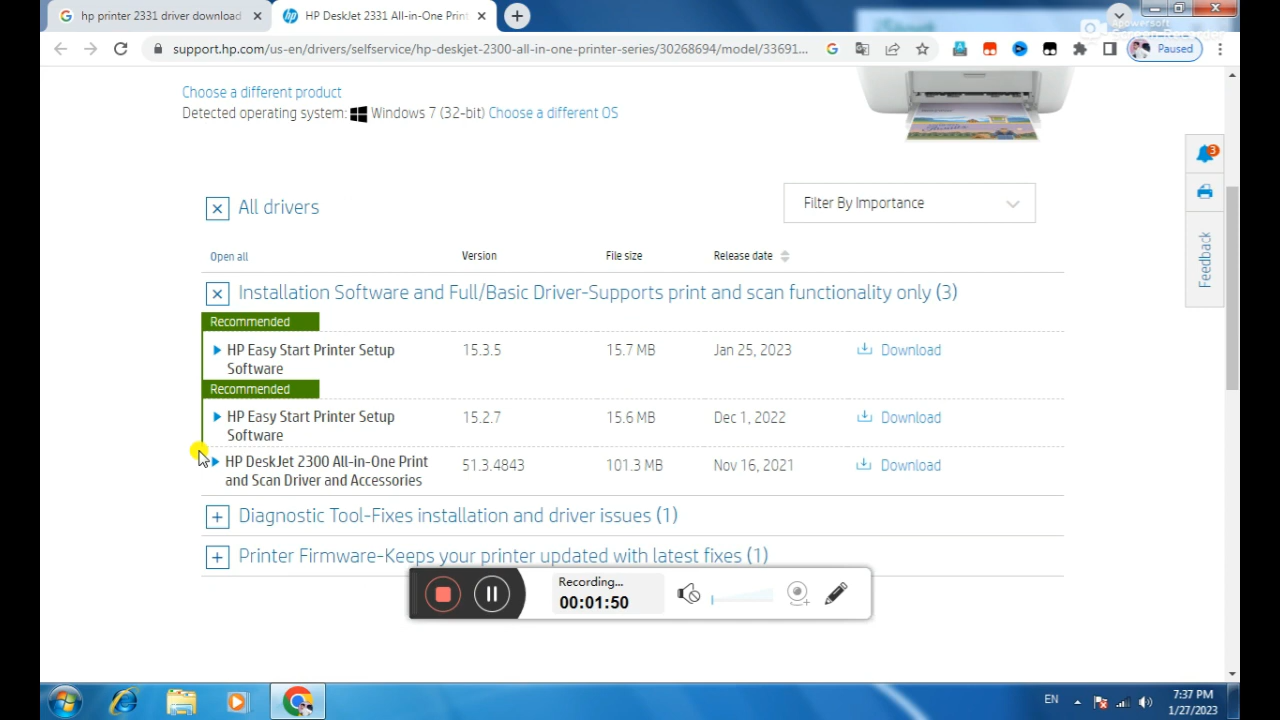 hp printer 2331 driver download
HP DeskJet 2331 All-in-One Print
support.hp.com/us-en/drivers/selfservice/hp-deskjet-2300-all-in-one-printer-series/30268694/model/33691...
Paused
Apowersoft
Screen Recorder
Choose a different product
Detected operating system: Windows 7 (32-bit) Choose a different OS
3
All drivers
Filter By Importance
Feedback
Open all
Version
File size
Release date
Installation Software and Full/Basic Driver-Supports print and scan functionality only (3)
Recommended
HP Easy Start Printer Setup
Software
15.3.5
15.7 MB
Jan 25, 2023
Download
Recommended
HP Easy Start Printer Setup
Software
15.2.7
15.6 MB
Dec 1, 2022
Download
HP DeskJet 2300 All-in-One Print
and Scan Driver and Accessories
51.3.4843
101.3 MB
Nov 16, 2021
Download
Diagnostic Tool-Fixes installation and driver issues (1)
Printer Firmware-Keeps your printer updated with latest fixes (1)
Recording...
00:01:50
EN
7:37 PM
1/27/2023